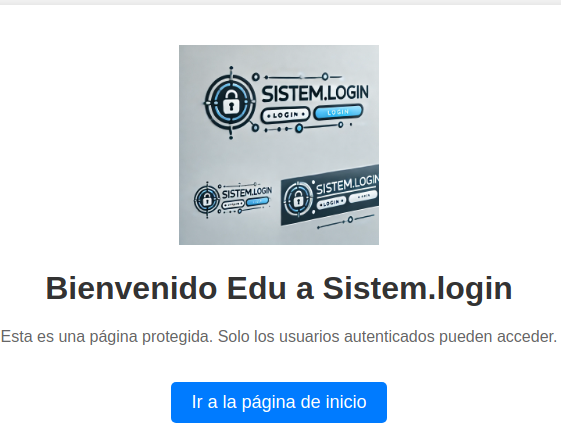 SISTEM.LOGIN
LOGIN
LOGIN
SISTEM.LOGIN
SISTEM.LOGIN
LOGIN
Bienvenido Edu a Sistem.login
Esta es una página protegida. Solo los usuarios autenticados pueden acceder.
Ir a la página de inicio